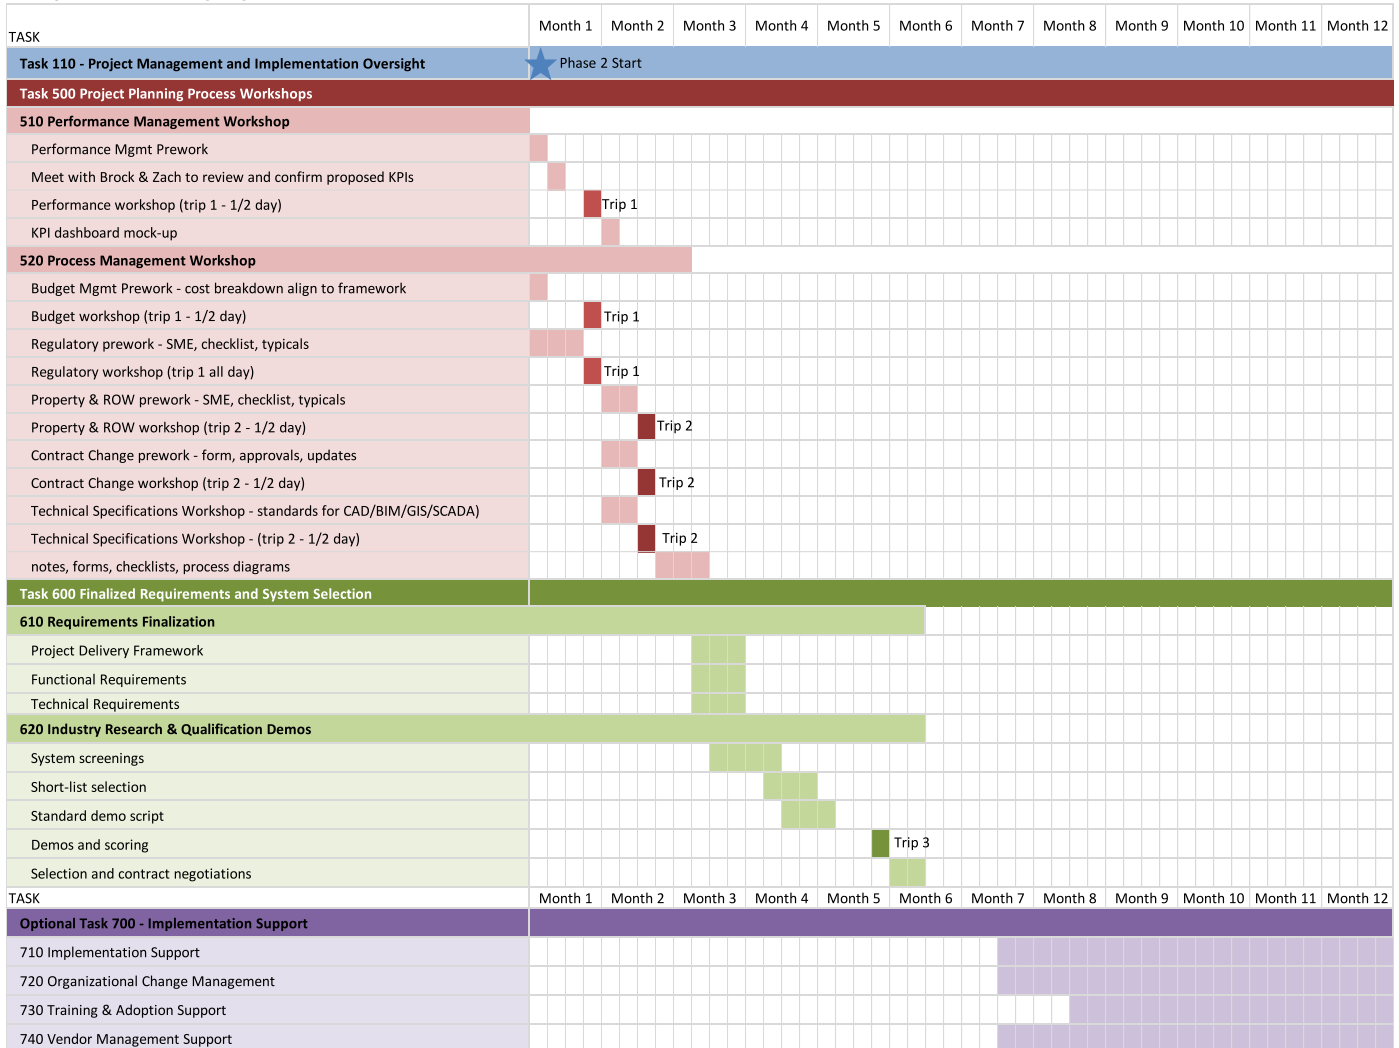 Month 1 Month 2 Month 3 Month 4 Month 5 Month 6 Month 7 Month 8 Month 9 Month 10 Month 11 Month 12
TASK
Task 110 - Project Management and Implementation Oversight Phase 2 Start
Task 500 Project Planning Process Workshops
510 Performance Management Workshop
Performance Mgmt Prework
Meet with Brock & Zach to review and confirm proposed KPIs
Performance workshop (trip 1 - 1/2 day) Trip 1
KPI dashboard mock-up
520 Process Management Workshop
Budget Mgmt Prework - cost breakdown align to framework
Budget workshop (trip 1 - 1/2 day) Trip 1
Regulatory prework - SME, checklist, typicals
Regulatory workshop (trip 1 all day) Trip 1
Property & ROW prework - SME, checklist, typicals
Property & ROW workshop (trip 2 - 1/2 day) Trip 2
Contract Change prework - form, approvals, updates
Contract Change workshop (trip 2 - 1/2 day) Trip 2
Technical Specifications Workshop - standards for CAD/BIM/GIS/SCADA)
Technical Specifications Workshop - (trip 2 - 1/2 day) Trip 2
notes, forms, checklists, process diagrams
Task 600 Finalized Requirements and System Selection
610 Requirements Finalization
Project Delivery Framework
Functional Requirements
Technical Requirements
620 Industry Research & Qualification Demos
System screenings
Short-list selection
Standard demo script
Demos and scoring Trip 3
Selection and contract negotiations
TASK Month 1 Month 2 Month 3 Month 4 Month 5 Month 6 Month 7 Month 8 Month 9 Month 10 Month 11 Month 12
Optional Task 700 - Implementation Support
710 Implementation Support
720 Organizational Change Management
730 Training & Adoption Support
740 Vendor Management Support